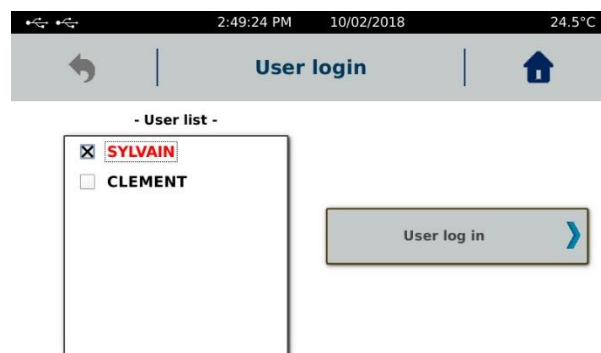 2:49:24 PM 10/02/2018 24.5°C
User login
- User list -
SYLVAIN
CLEMENT
User log in